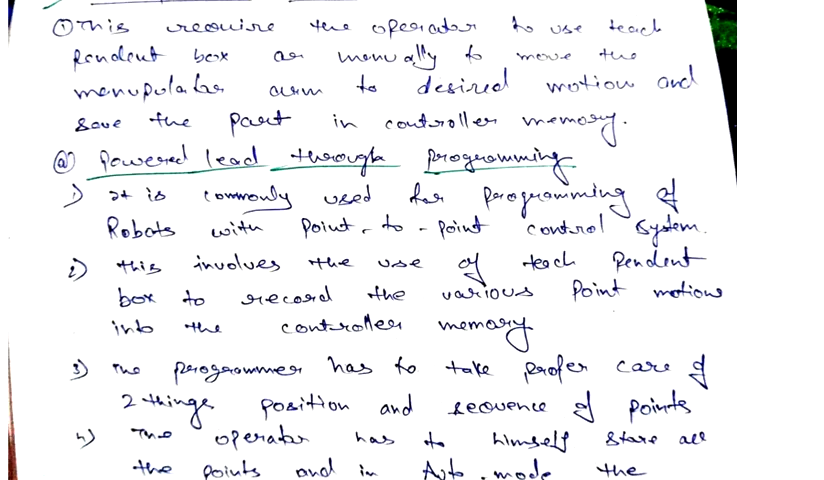 ① This require the operator to use teach
Pendent box or menually to move the
menupolator arm to desired motion and
Save the part in controller memory.
ⓐ Powered lead through programming
1) It is commonly used for programming of
Robots with point-to-point control system.
2) this involves the use of teach Pendent
box to record the various point motions
into the controller memory
3) The programmer has to take proper care of
2 things position and sequence of points
4) The operator has to himself store all
the points and in Auto mode the